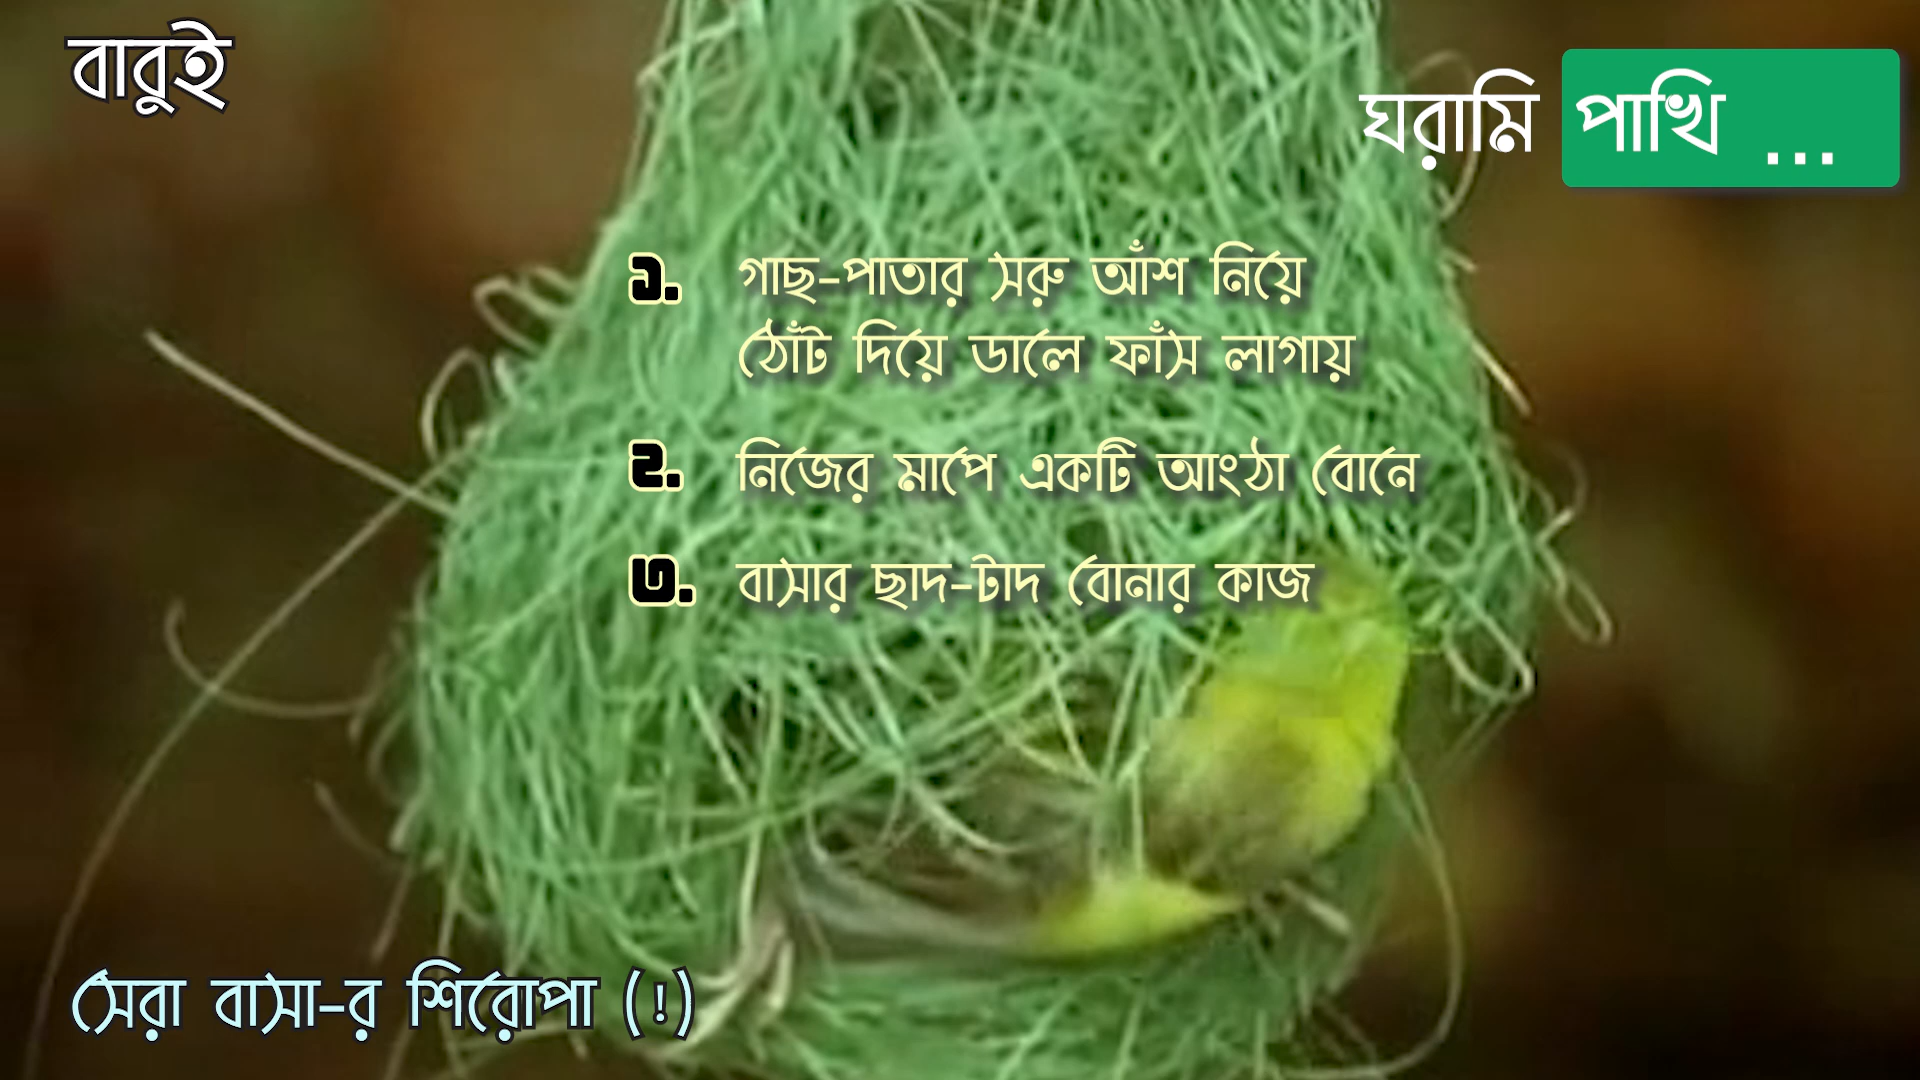 বাবুই
ঘরামি পাখি ...
১. গাছ-পাতার সরু আঁশ নিয়ে
ঠোঁট দিয়ে ডালে ফাঁস লাগায়
২. নিজের মাপে একটি আংঠা বোনে
৩. বাসার ছাদ-টাদ বোনার কাজ
সেরা বাসা-র শিরোপা (!)